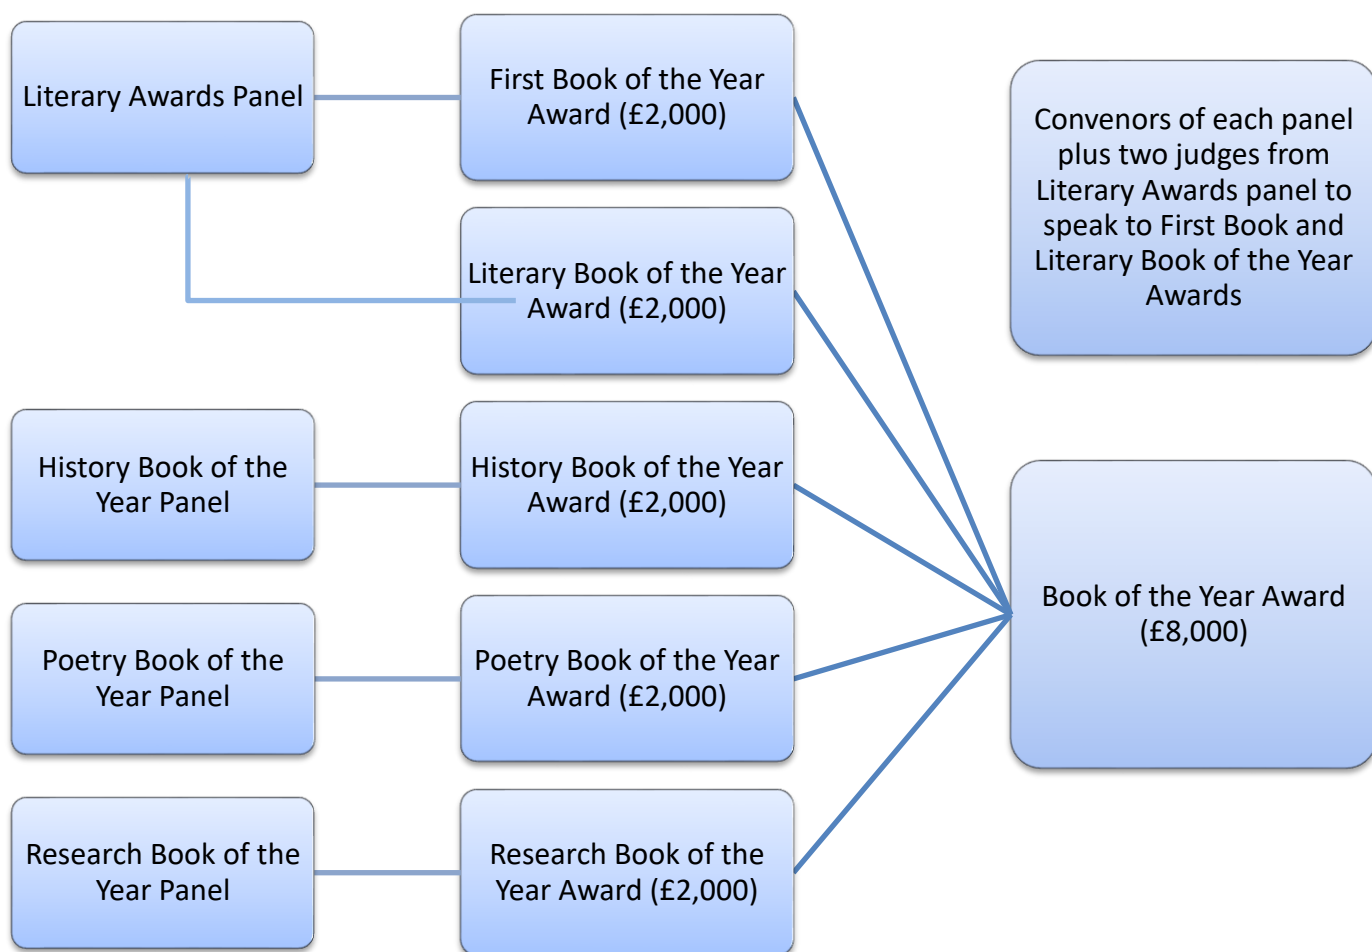 Literary Awards Panel
First Book of the Year
Award (£2,000)
Convenors of each panel
plus two judges from
Literary Awards panel to
speak to First Book and
Literary Book of the Year
Awards
Literary Book of the Year
Award (£2,000)
History Book of the
Year Panel
History Book of the Year
Award (£2,000)
Book of the Year Award
(£8,000)
Poetry Book of the
Year Panel
Poetry Book of the Year
Award (£2,000)
Research Book of the
Year Panel
Research Book of the
Year Award (£2,000)